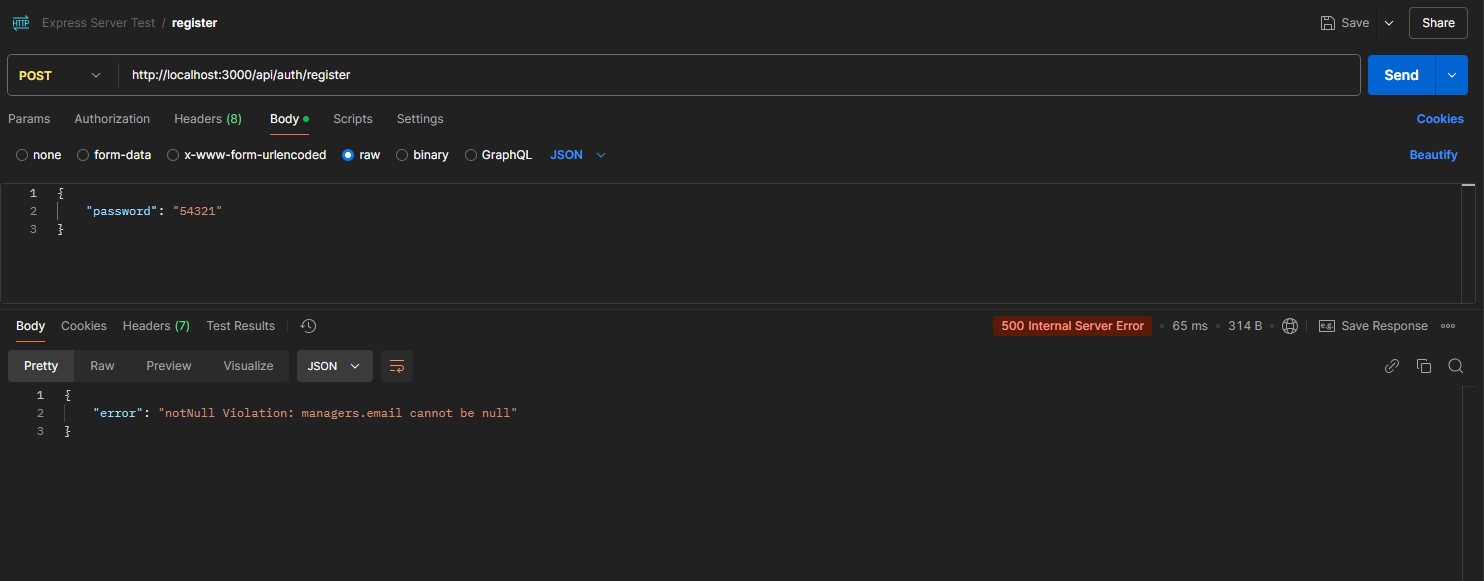 HTTP Express Server Test / register Save Share
POST http://localhost:3000/api/auth/register Send
Params Authorization Headers (8) Body Scripts Settings Cookies
none form-data x-www-form-urlencoded raw binary GraphQL JSON Beautify
1 {
2 "password": "54321"
3 }
Body Cookies Headers (7) Test Results 500 Internal Server Error • 65 ms • 314 B • e.g. Save Response
Pretty Raw Preview Visualize JSON
1 {
2 "error": "notNull Violation: managers.email cannot be null"
3 }